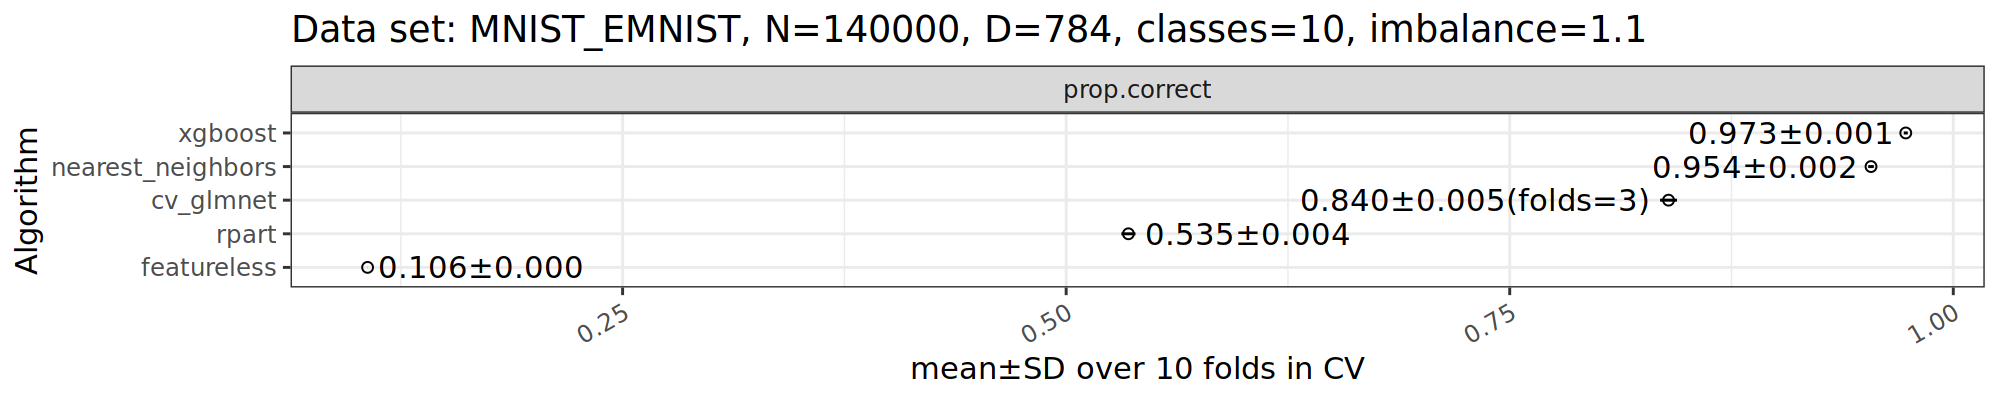 Data set: MNIST_EMNIST, N=140000, D=784, classes=10, imbalance=1.1
prop.correct
Algorithm
xgboost 0.973±0.001
nearest_neighbors 0.954±0.002
cv_glmnet 0.840±0.005(folds=3)
rpart 0.535±0.004
featureless 0.106±0.000
0.25 0.50 0.75 1.00
mean±SD over 10 folds in CV